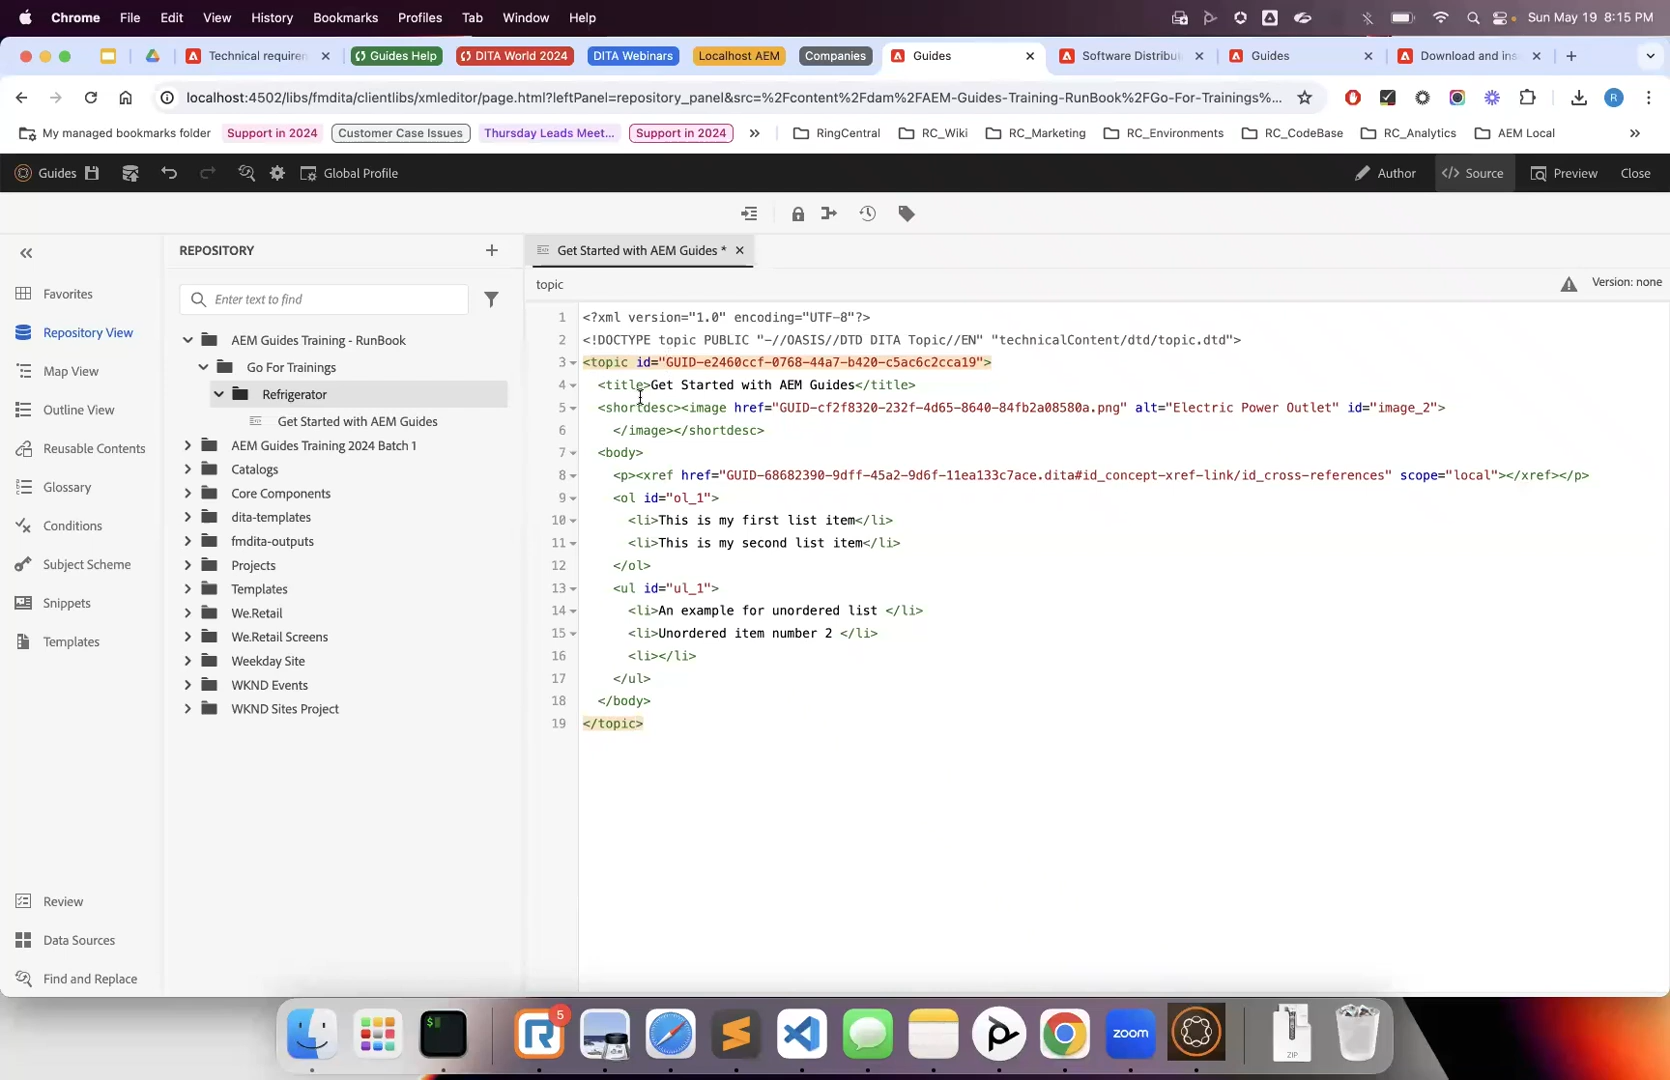 Chrome File Edit View History Bookmarks Profiles Tab Window Help Sun May 19 8:15 PM
Technical requiren Guides Help DITA World 2024 DITA Webinars Localhost AEM Companies Guides Software Distribu Guides Download and ins
localhost:4502/libs/fmdita/clientlibs/xmleditor/page.html?leftPanel=repository_panel&src=%2Fcontent%2Fdam%2FAEM-Guides-Training-RunBook%2FGo-For-Trainings%... R
My managed bookmarks folder Support in 2024 Customer Case Issues Thursday Leads Meet... Support in 2024 » RingCentral RC_Wiki RC_Marketing RC_Environments RC_CodeBase RC_Analytics AEM Local »
Guides Global Profile Author </> Source Preview Close
REPOSITORY
Get Started with AEM Guides *
topic
Version: none
Favorites
Repository View
Map View
Outline View
Reusable Contents
Glossary
Conditions
Subject Scheme
Snippets
Templates
Review
Data Sources
Find and Replace
Enter text to find
AEM Guides Training - RunBook
Go For Trainings
Refrigerator
Get Started with AEM Guides
AEM Guides Training 2024 Batch 1
Catalogs
Core Components
dita-templates
fmdita-outputs
Projects
Templates
We.Retail
We.Retail Screens
Weekday Site
WKND Events
WKND Sites Project
1 <?xml version="1.0" encoding="UTF-8"?>
2 <!DOCTYPE topic PUBLIC "-//OASIS//DTD DITA Topic//EN" "technicalContent/dtd/topic.dtd">
3 <topic id="GUID-e2460ccf-0768-44a7-b420-c5ac6c2cca19">
4 <title>Get Started with AEM Guides</title>
5 <shortdesc><image href="GUID-cf2f8320-232f-4d65-8640-84fb2a08580a.png" alt="Electric Power Outlet" id="image_2">
6 </image></shortdesc>
7 <body>
8 <p><xref href="GUID-68682390-9dff-45a2-9d6f-11ea133c7ace.dita#id_concept-xref-link/id_cross-references" scope="local"></xref></p>
9 <ol id="ol_1">
10 <li>This is my first list item</li>
11 <li>This is my second list item</li>
12 </ol>
13 <ul id="ul_1">
14 <li>An example for unordered list </li>
15 <li>Unordered item number 2 </li>
16 <li></li>
17 </ul>
18 </body>
19 </topic>
5
zoom
ZIP